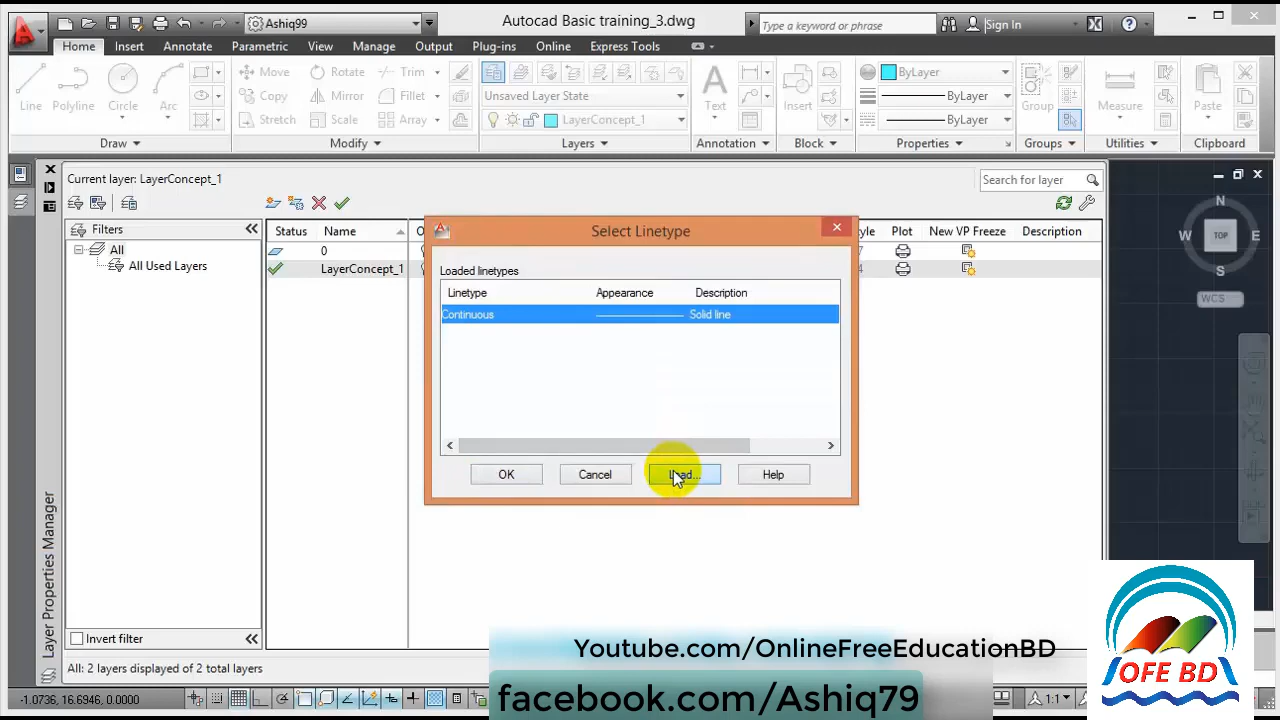 Ashiq99 Autocad Basic training_3.dwg Type a keyword or phrase Sign In
Home Insert Annotate Parametric View Manage Output Plug-ins Online Express Tools
Line Polyline Circle Arc Move Rotate Trim Text Insert ByLayer Group Measure Paste
Copy Mirror Fillet Unsaved Layer State ByLayer
Stretch Scale Array LayerConcept_1 ByLayer
Draw Modify Layers Annotation Block Properties Groups Utilities Clipboard
Current layer: LayerConcept_1 Search for layer
Filters Status Name Plot New VP Freeze Description
All 0
All Used Layers LayerConcept_1
Select Linetype
Loaded linetypes
Linetype Appearance Description
Continuous Solid line
OK Cancel Load... Help
N
W TOP E
S
WCS
Layer Properties Manager
Invert filter
All: 2 layers displayed of 2 total layers
-1.0736, 16.6946, 0.0000 1:1
Youtube.com/OnlineFreeEducationBD
facebook.com/Ashiq79
OFE BD